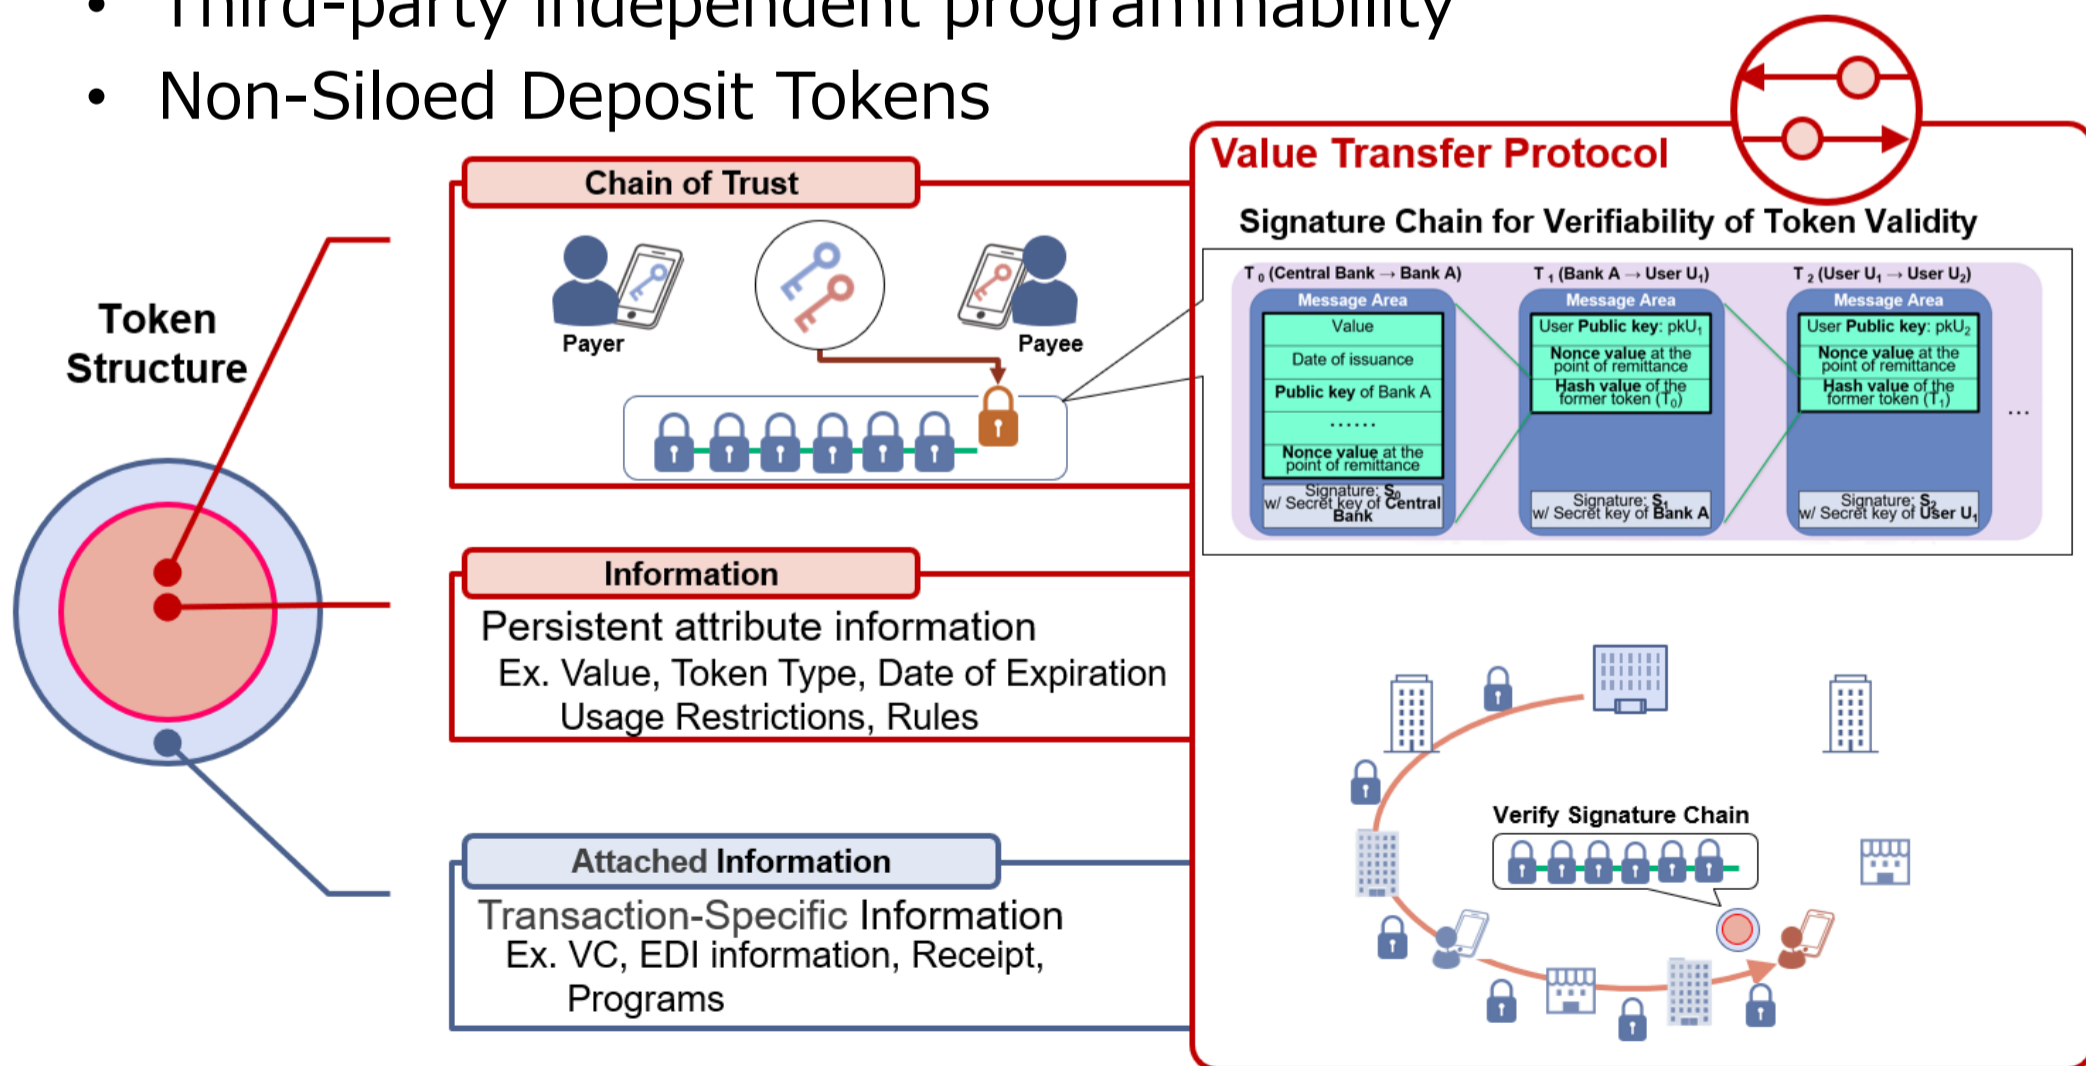 • Third-party independent programmability
• Non-Siloed Deposit Tokens
Token
Structure
Chain of Trust
Payer
Payee
Information
Persistent attribute information
Ex. Value, Token Type, Date of Expiration
Usage Restrictions, Rules
Attached Information
Transaction-Specific Information
Ex. VC, EDI information, Receipt,
Programs
Value Transfer Protocol
Signature Chain for Verifiability of Token Validity
T₀ (Central Bank → Bank A)
Message Area
Value
Date of issuance
Public key of Bank A
......
Nonce value at the
point of remittance
Signature: S₀
w/ Secret key of Central
Bank
T₁ (Bank A → User U₁)
Message Area
User Public key: pkU₁
Nonce value at the
point of remittance
Hash value of the
former token (T₀)
Signature: S₁
w/ Secret key of Bank A
T₂ (User U₁ → User U₂)
Message Area
User Public key: pkU₂
Nonce value at the
point of remittance
Hash value of the
former token (T₁)
Signature: S₂
w/ Secret key of User U₁
...
Verify Signature Chain